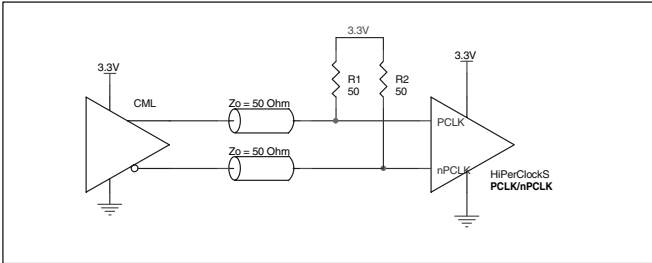 3.3V
3.3V
3.3V
R1
50
R2
50
CML
Zo = 50 Ohm
PCLK
Zo = 50 Ohm
nPCLK
HiPerClockS
PCLK/nPCLK